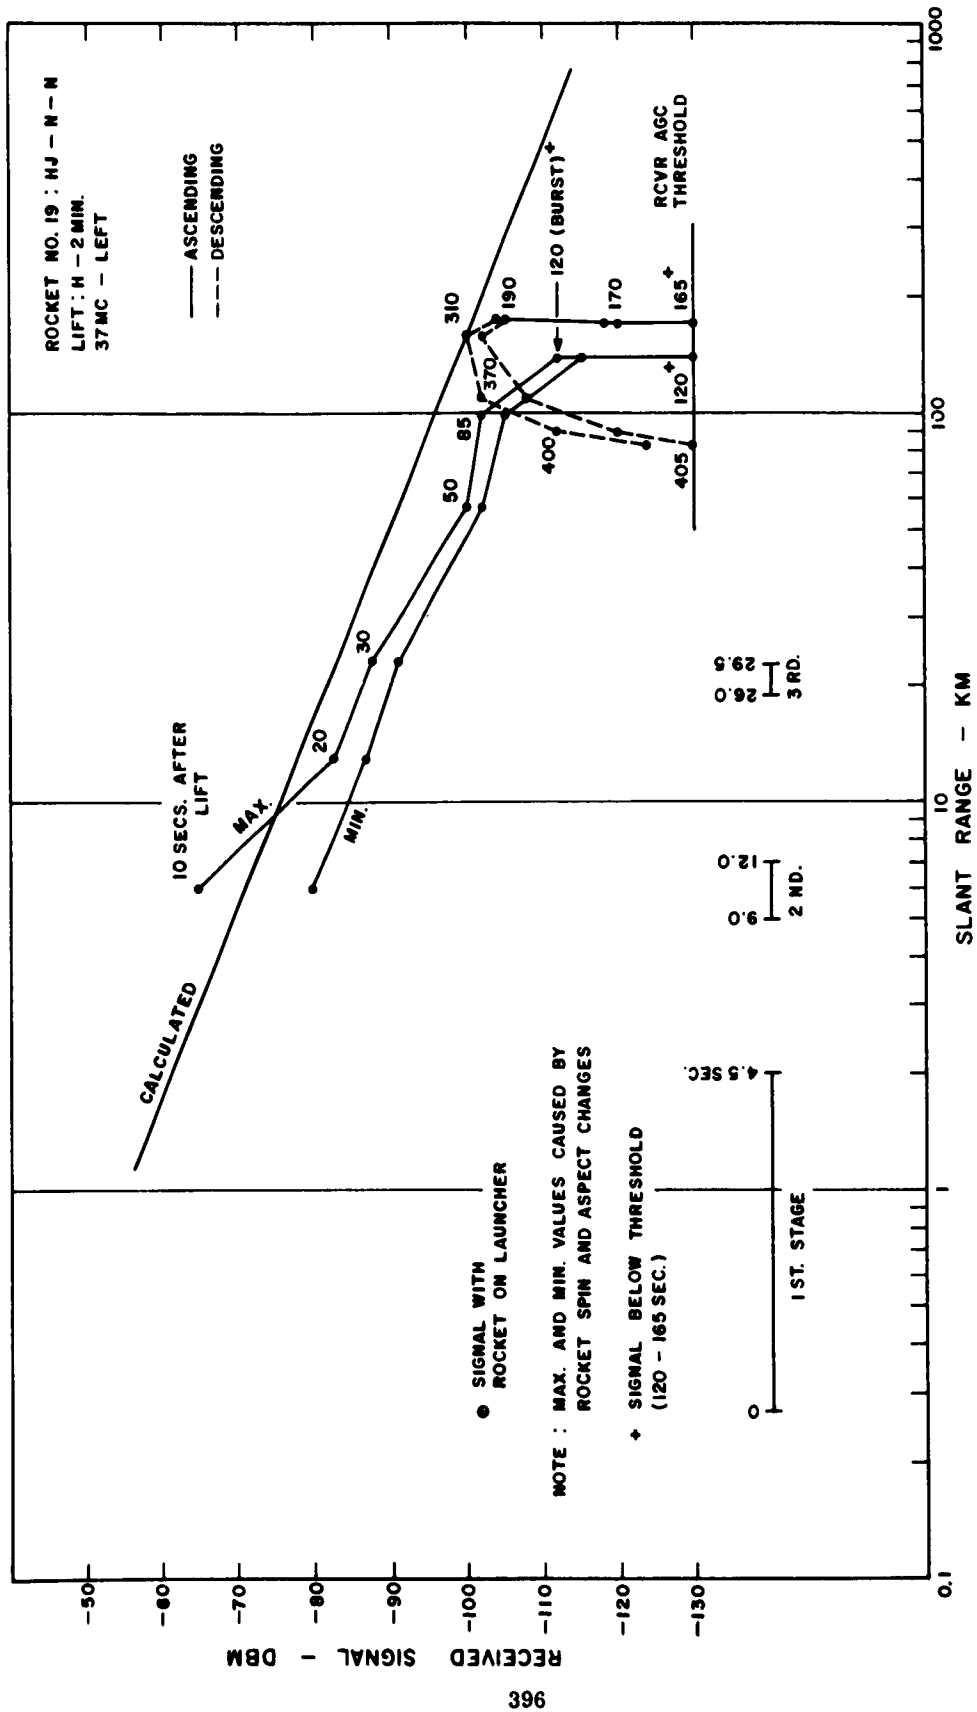 ROCKET NO. 19 : HJ – N – N
LIFT : H – 2 MIN.
37 MC – LEFT
ASCENDING
DESCENDING
CALCULATED
10 SECS. AFTER
LIFT
MAX.
MIN.
20
30
50
85
310
190
370
120 (BURST)+
400
170
405
120+
165+
RCVR AGC
THRESHOLD
SIGNAL WITH
ROCKET ON LAUNCHER
NOTE : MAX. AND MIN. VALUES CAUSED BY
ROCKET SPIN AND ASPECT CHANGES
+ SIGNAL BELOW THRESHOLD
(120 – 165 SEC.)
0
4.5 SEC.
1 ST. STAGE
9.0
12.0
2 ND.
26.0
29.5
3 RD.
RECEIVED SIGNAL – DBM
-50
-60
-70
-80
-90
-100
-110
-120
-130
0.1
1
10
100
1000
SLANT RANGE – KM
396